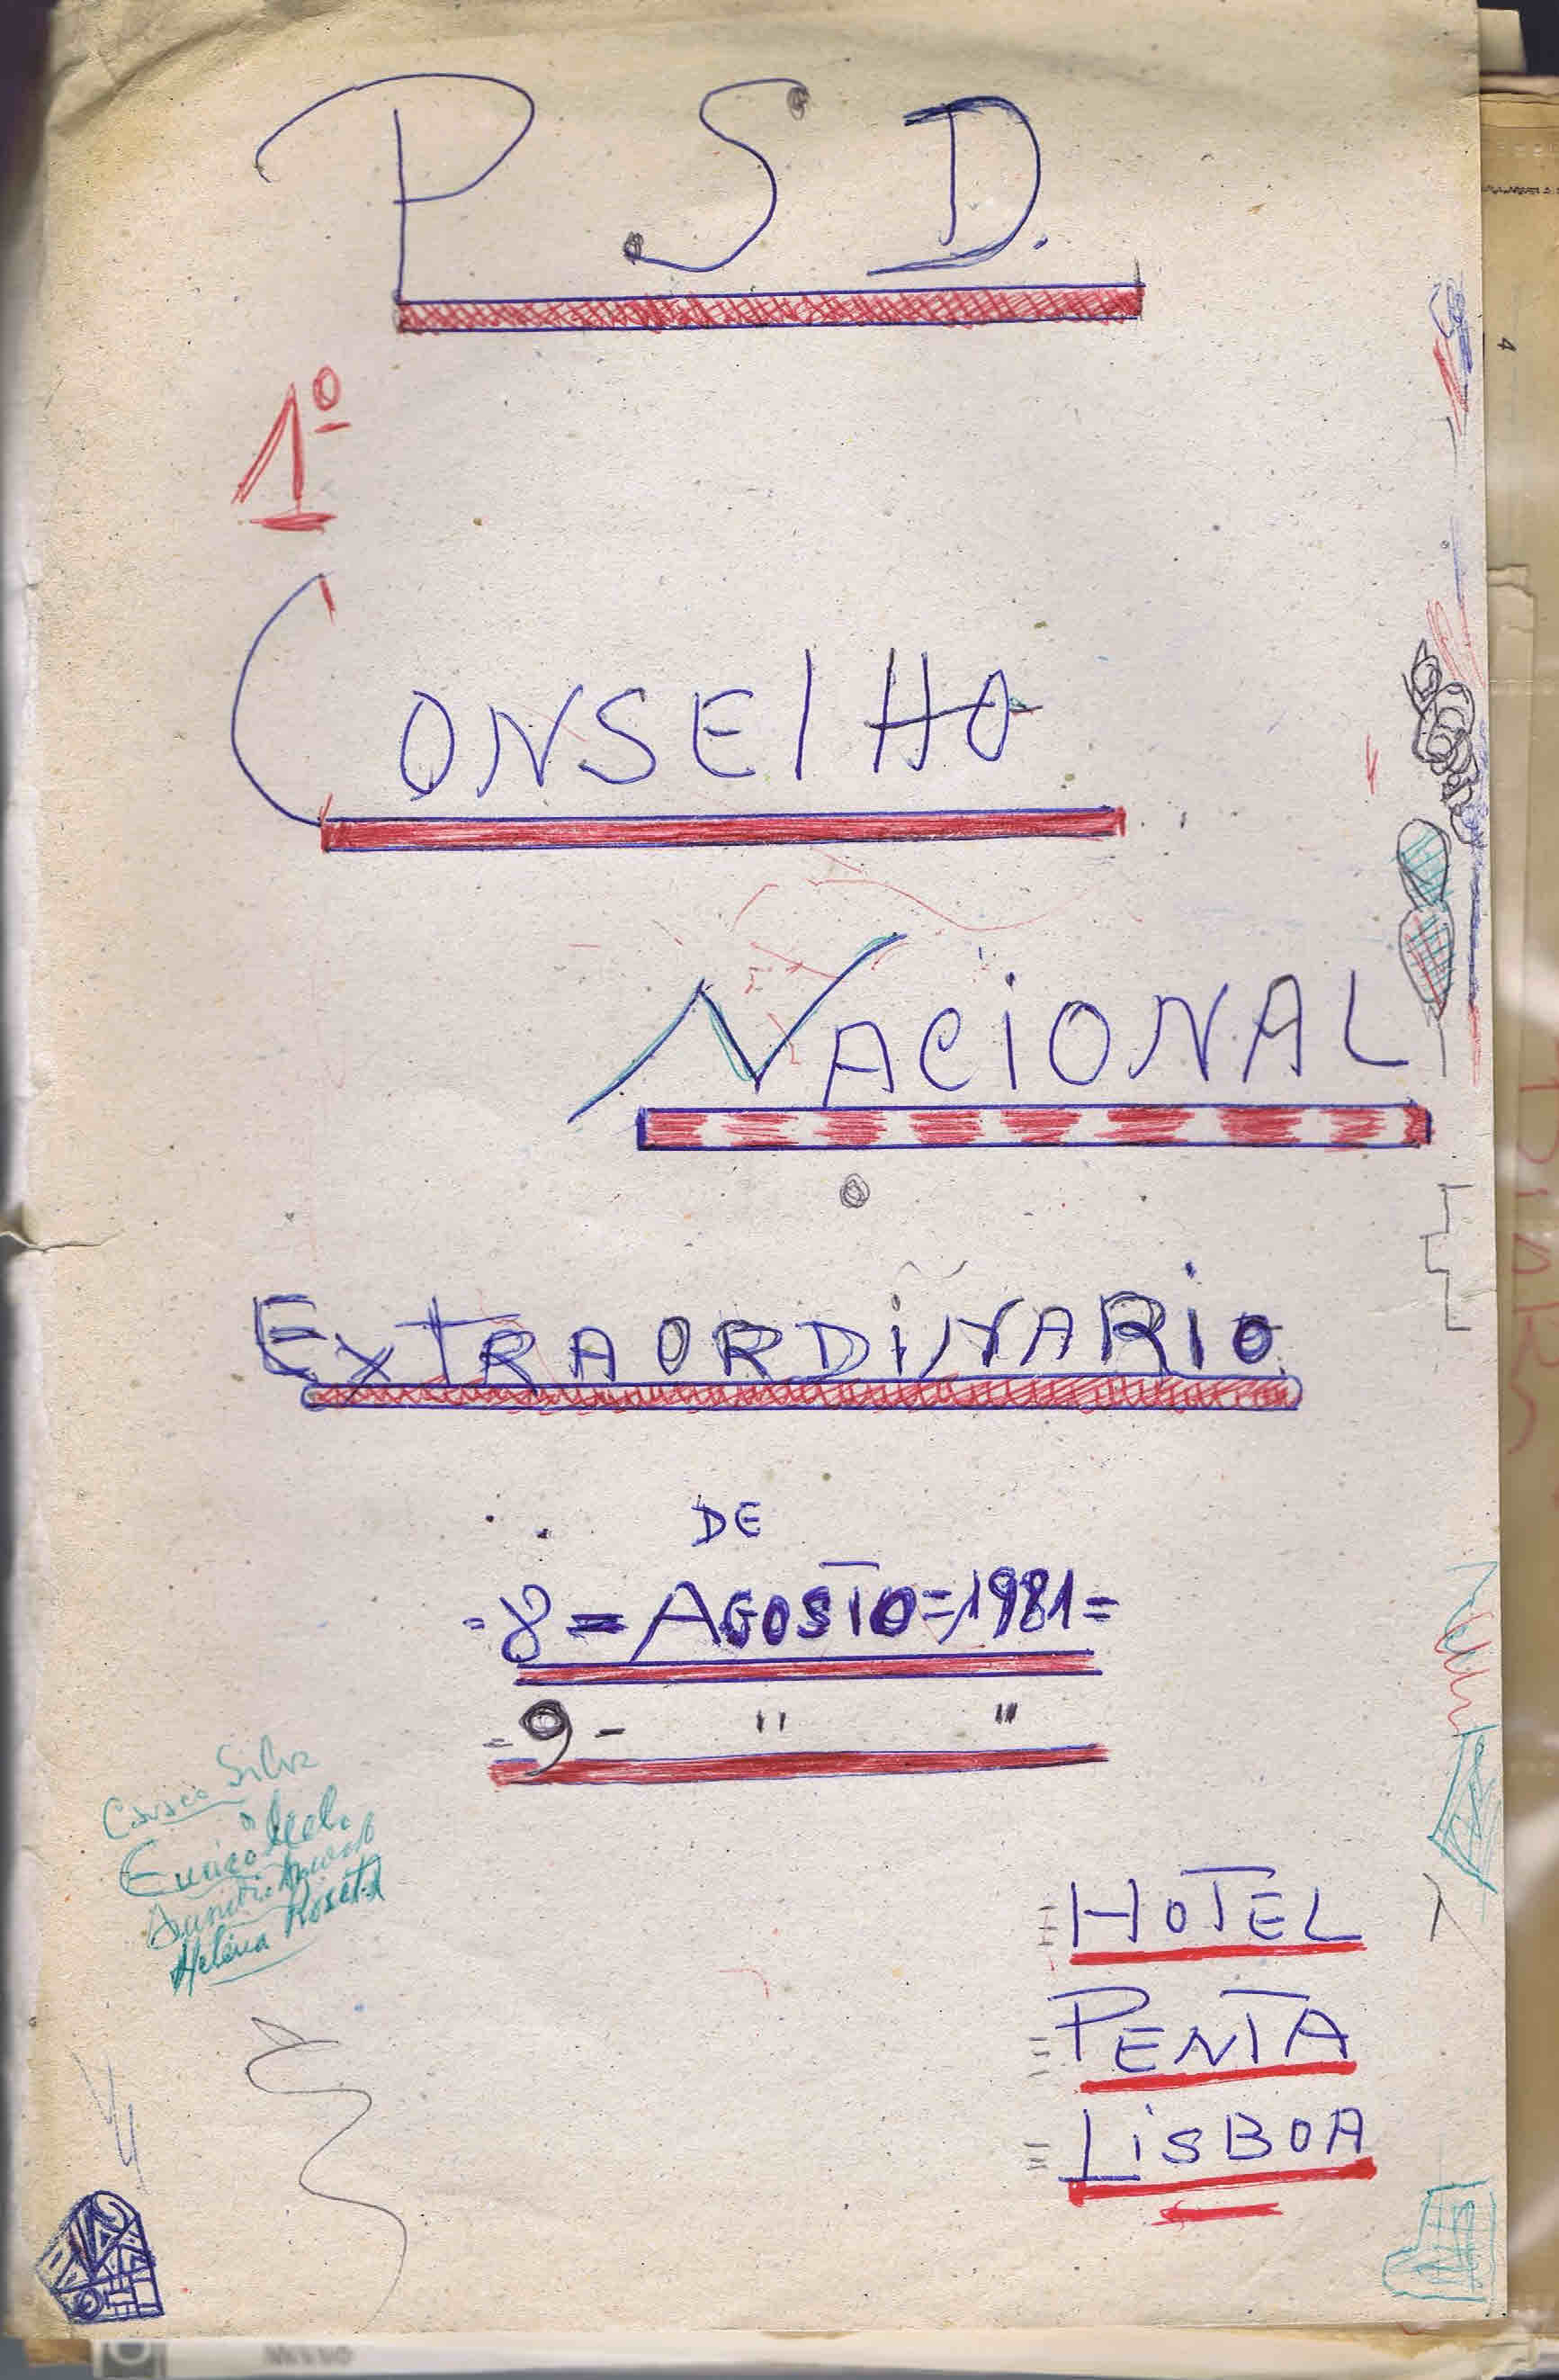 P.S.D.
1º
CONSELHO
NACIONAL
EXTRAORDINARIO
DE
-8=AGOSTO=1981=
=9- " "
Cavaco Silva
Eurico de Melo
Helena Roseta
=HOTEL
=PENTA
=LISBOA
4